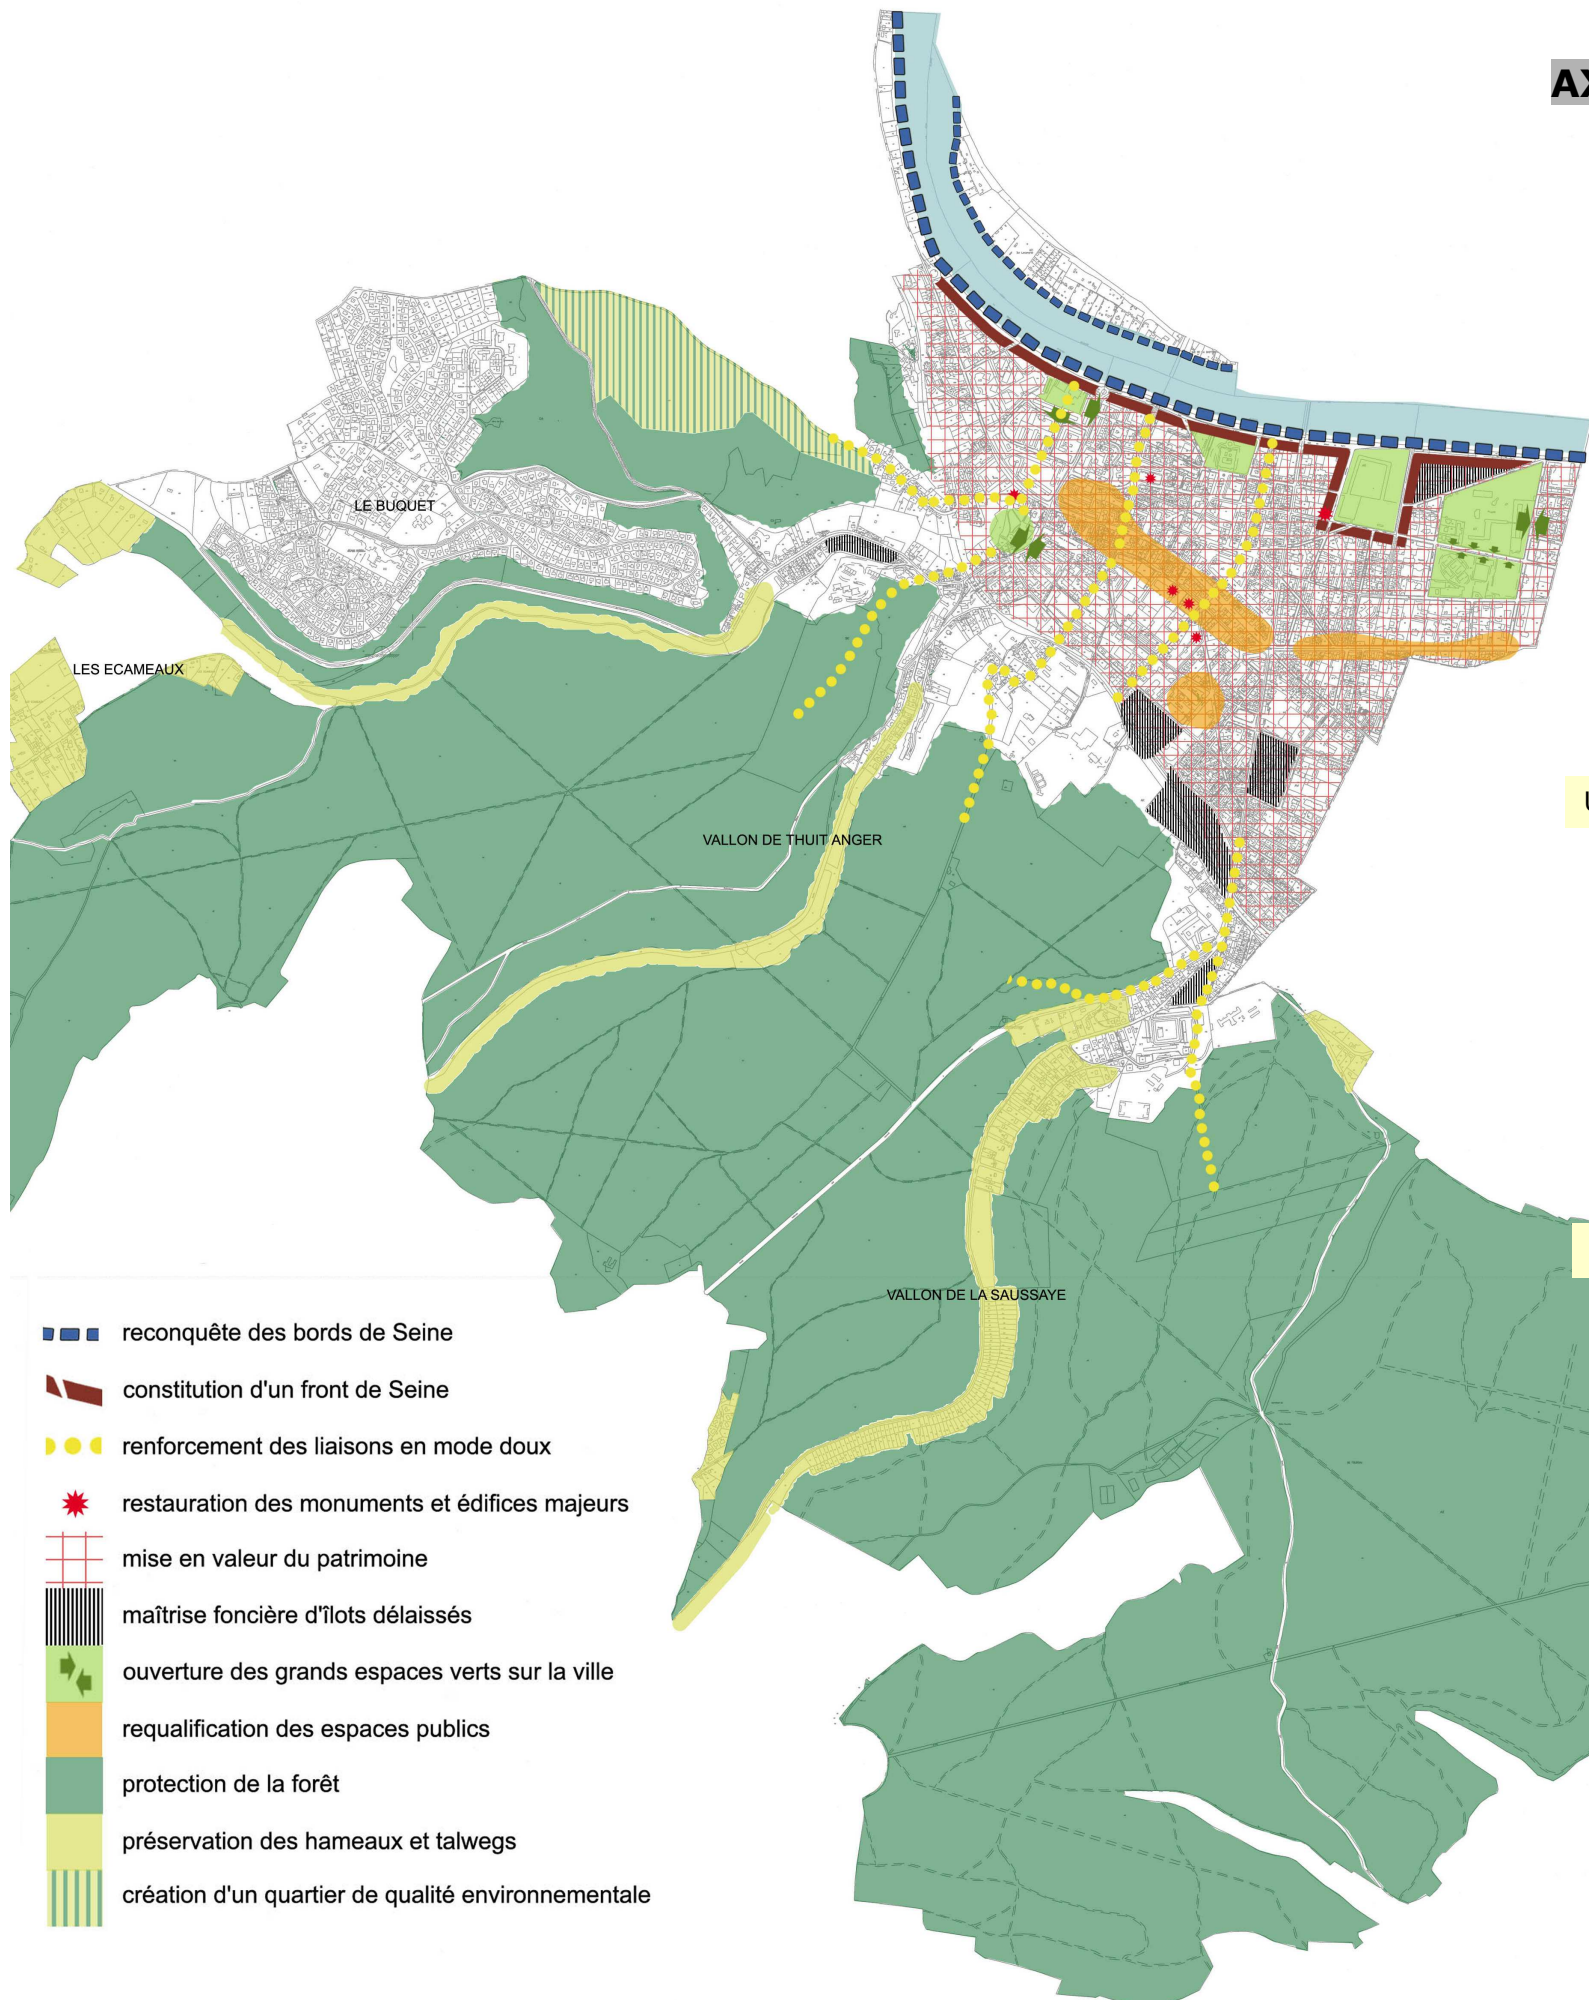 AX
LE BUQUET
LES ECAMEAUX
U
VALLON DE THUIT ANGER
VALLON DE LA SAUSSAYE
reconquête des bords de Seine
constitution d'un front de Seine
renforcement des liaisons en mode doux
restauration des monuments et édifices majeurs
mise en valeur du patrimoine
maîtrise foncière d'îlots délaissés
ouverture des grands espaces verts sur la ville
requalification des espaces publics
protection de la forêt
préservation des hameaux et talwegs
création d'un quartier de qualité environnementale